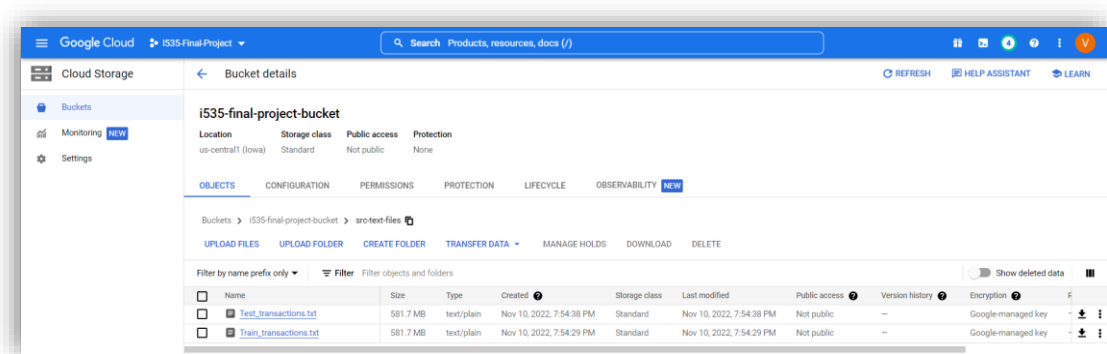 Google Cloud I535-Final-Project Search Products, resources, docs (/) 4 V
Cloud Storage Bucket details REFRESH HELP ASSISTANT LEARN
Buckets
Monitoring NEW
Settings
i535-final-project-bucket
Location Storage class Public access Protection
us-central1 (Iowa) Standard Not public None
OBJECTS CONFIGURATION PERMISSIONS PROTECTION LIFECYCLE OBSERVABILITY NEW
Buckets > i535-final-project-bucket > src-text-files
UPLOAD FILES UPLOAD FOLDER CREATE FOLDER TRANSFER DATA MANAGE HOLDS DOWNLOAD DELETE
Filter by name prefix only Filter Filter objects and folders Show deleted data
Name Size Type Created Storage class Last modified Public access Version history Encryption
Test_transactions.txt 581.7 MB text/plain Nov 10, 2022, 7:54:38 PM Standard Nov 10, 2022, 7:54:38 PM Not public – Google-managed key
Train_transactions.txt 581.7 MB text/plain Nov 10, 2022, 7:54:29 PM Standard Nov 10, 2022, 7:54:29 PM Not public – Google-managed key